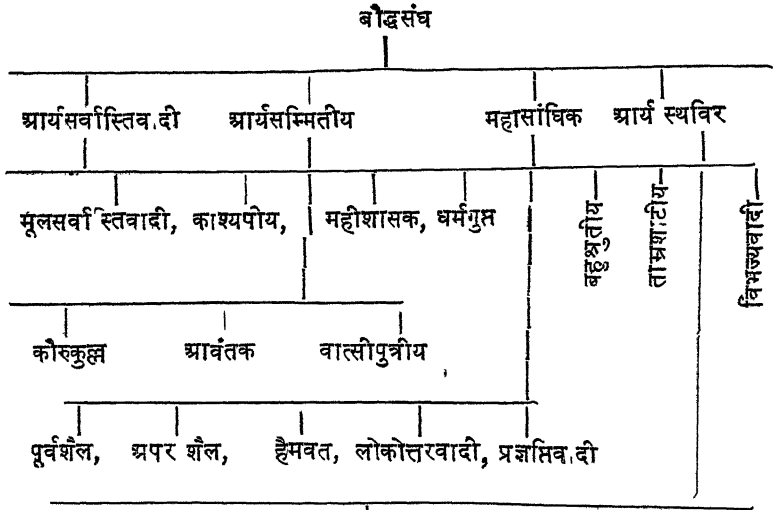 बौद्धसंघ
आर्यसर्वास्तिव.दी आर्यसम्मितीय महासांघिक आर्य स्थविर
मूलसर्वास्तिवादी, काश्यपीय, महीशासक, धर्मगुप्त
बहुश्रुतीय
ताम्रशाटीय
विभज्यवादी
कौरुकुल्ल आवंतक वात्सीपुत्रीय
पूर्वशैल, अपर शैल, हैमवत, लोकोत्तरवादी, प्रज्ञप्तिव.दी